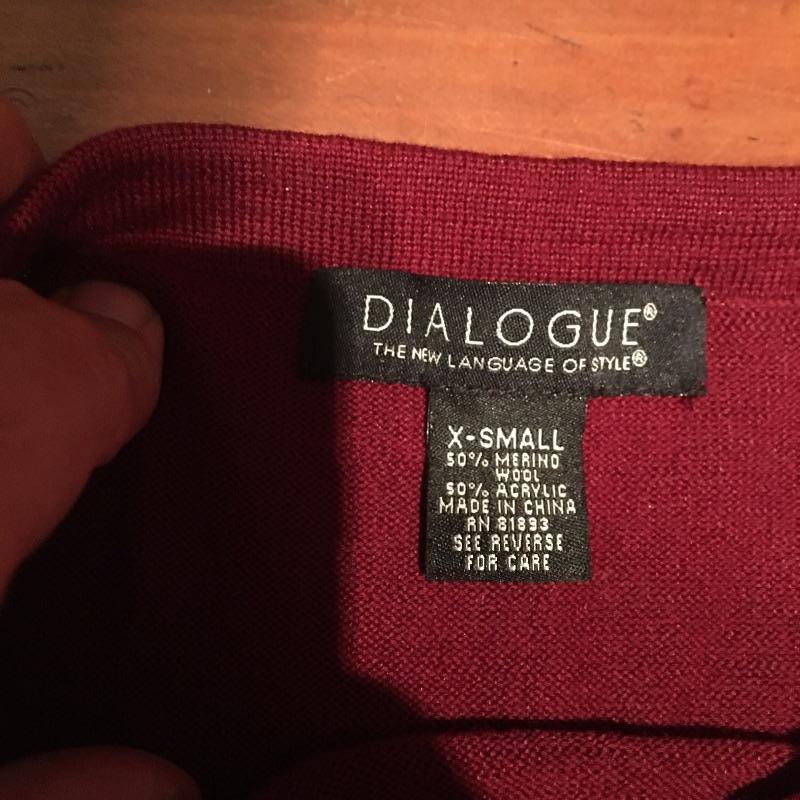 DIALOGUE®
THE NEW LANGUAGE OF STYLE®
X-SMALL
50% MERINO
WOOL
50% ACRYLIC
MADE IN CHINA
RN 81893
SEE REVERSE
FOR CARE